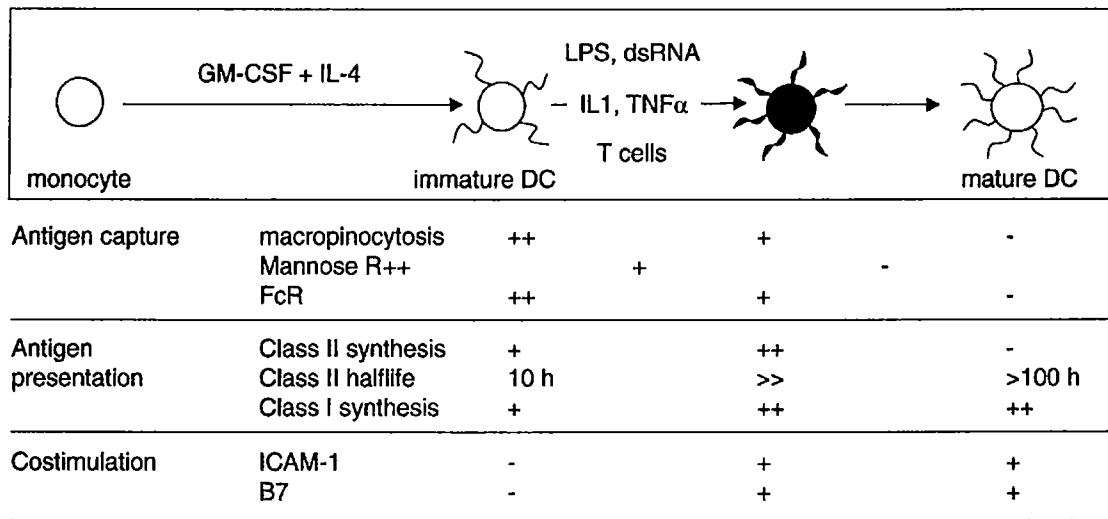 LPS, dsRNA
GM-CSF + IL-4
IL1, TNFα
T cells
monocyte immature DC mature DC
Antigen capture macropinocytosis ++ + -
Mannose R++ + -
FcR ++ + -
Antigen Class II synthesis + ++ -
presentation Class II halflife 10 h >> >100 h
Class I synthesis + ++ ++
Costimulation ICAM-1 - + +
B7 - + +